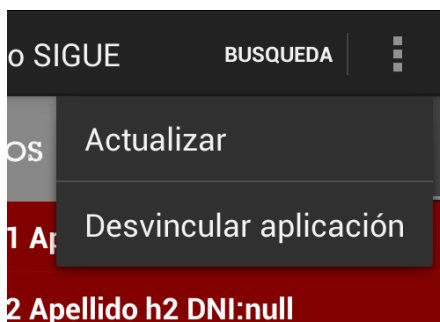 o SIGUE BUSQUEDA
OS
Actualizar
1 Ap
Desvincular aplicación
2 Apellido h2 DNI:null